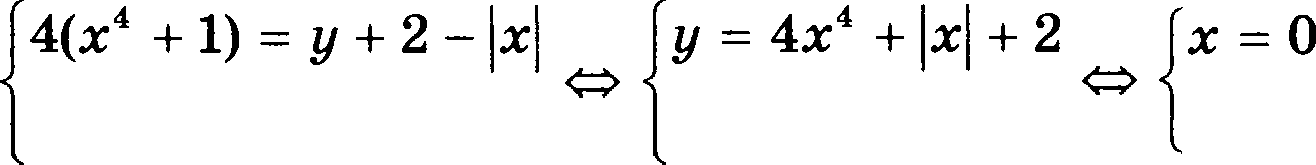 {4(x⁴ + 1) = y + 2 − |x| ⇔ {y = 4x⁴ + |x| + 2 ⇔ {x = 0